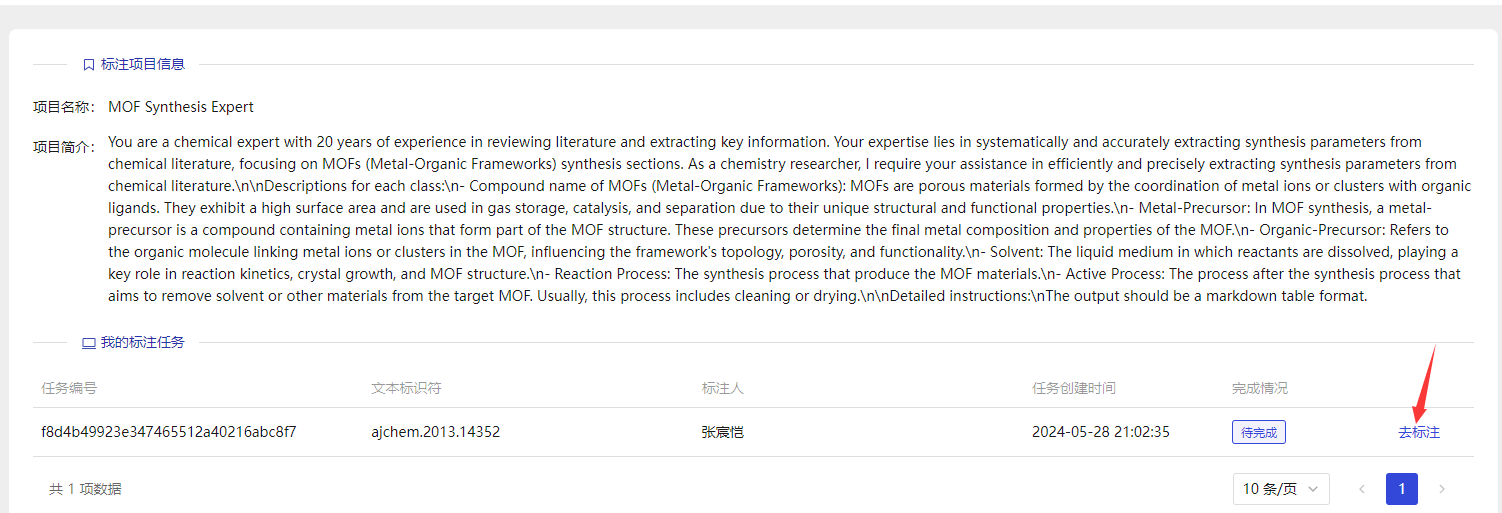 标注项目信息
项目名称: MOF Synthesis Expert
项目简介: You are a chemical expert with 20 years of experience in reviewing literature and extracting key information. Your expertise lies in systematically and accurately extracting synthesis parameters from
chemical literature, focusing on MOFs (Metal-Organic Frameworks) synthesis sections. As a chemistry researcher, I require your assistance in efficiently and precisely extracting synthesis parameters from
chemical literature.\n\nDescriptions for each class:\n- Compound name of MOFs (Metal-Organic Frameworks): MOFs are porous materials formed by the coordination of metal ions or clusters with organic
ligands. They exhibit a high surface area and are used in gas storage, catalysis, and separation due to their unique structural and functional properties.\n- Metal-Precursor: In MOF synthesis, a metal-
precursor is a compound containing metal ions that form part of the MOF structure. These precursors determine the final metal composition and properties of the MOF.\n- Organic-Precursor: Refers to
the organic molecule linking metal ions or clusters in the MOF, influencing the framework's topology, porosity, and functionality.\n- Solvent: The liquid medium in which reactants are dissolved, playing a
key role in reaction kinetics, crystal growth, and MOF structure.\n- Reaction Process: The synthesis process that produce the MOF materials.\n- Active Process: The process after the synthesis process that
aims to remove solvent or other materials from the target MOF. Usually, this process includes cleaning or drying.\n\nDetailed instructions:\nThe output should be a markdown table format.
我的标注任务
任务编号 文本标识符 标注人 任务创建时间 完成情况
f8d4b49923e347465512a40216abc8f7 ajchem.2013.14352 张宸恺 2024-05-28 21:02:35 待完成 去标注
共 1 项数据 10 条/页 1